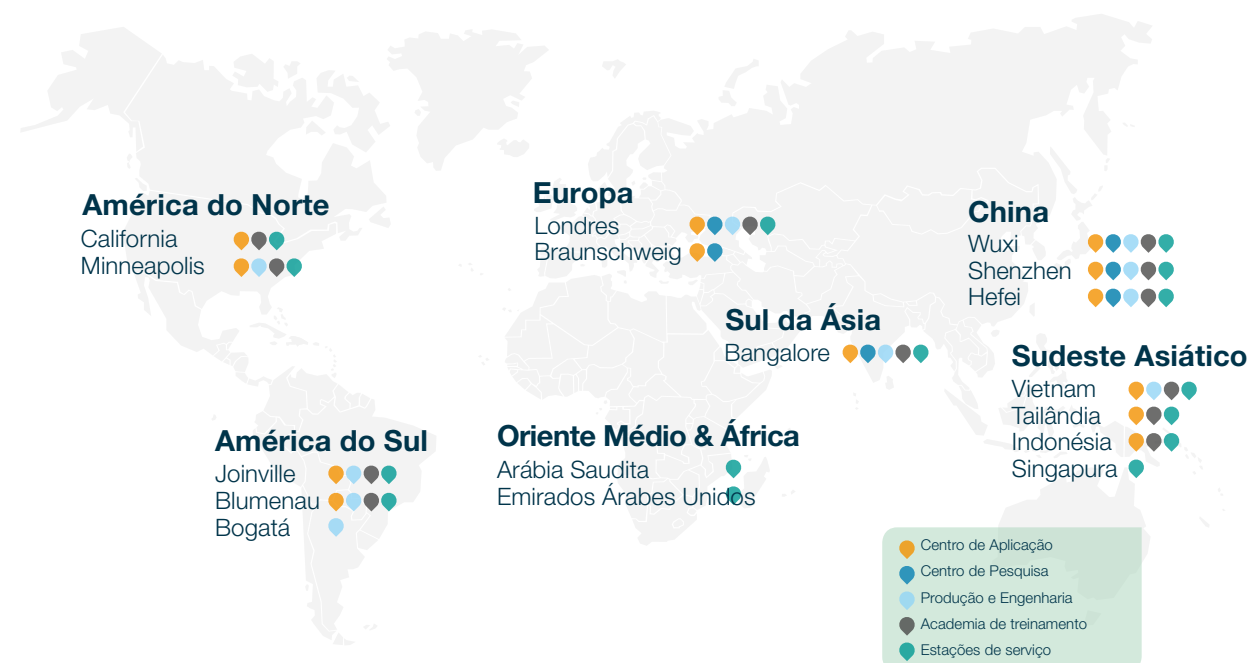 América do Norte
California
Minneapolis
Europa
Londres
Braunschweig
China
Wuxi
Shenzhen
Hefei
Sul da Ásia
Bangalore
Sudeste Asiático
Vietnam
Tailândia
Indonésia
Singapura
América do Sul
Joinville
Blumenau
Bogatá
Oriente Médio & África
Arábia Saudita
Emirados Árabes Unidos
Centro de Aplicação
Centro de Pesquisa
Produção e Engenharia
Academia de treinamento
Estações de serviço